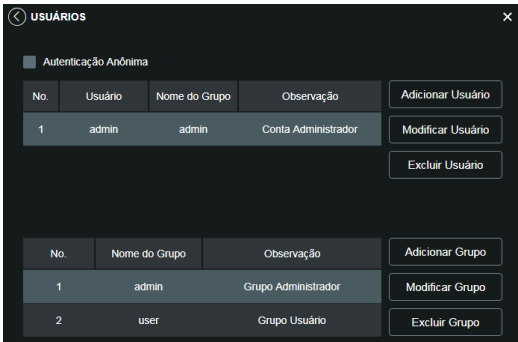 USUÁRIOS
Autenticação Anônima
No. Usuário Nome do Grupo Observação Adicionar Usuário
1 admin admin Conta Administrador Modificar Usuário
Excluir Usuário
No. Nome do Grupo Observação Adicionar Grupo
1 admin Grupo Administrador Modificar Grupo
2 user Grupo Usuário Excluir Grupo